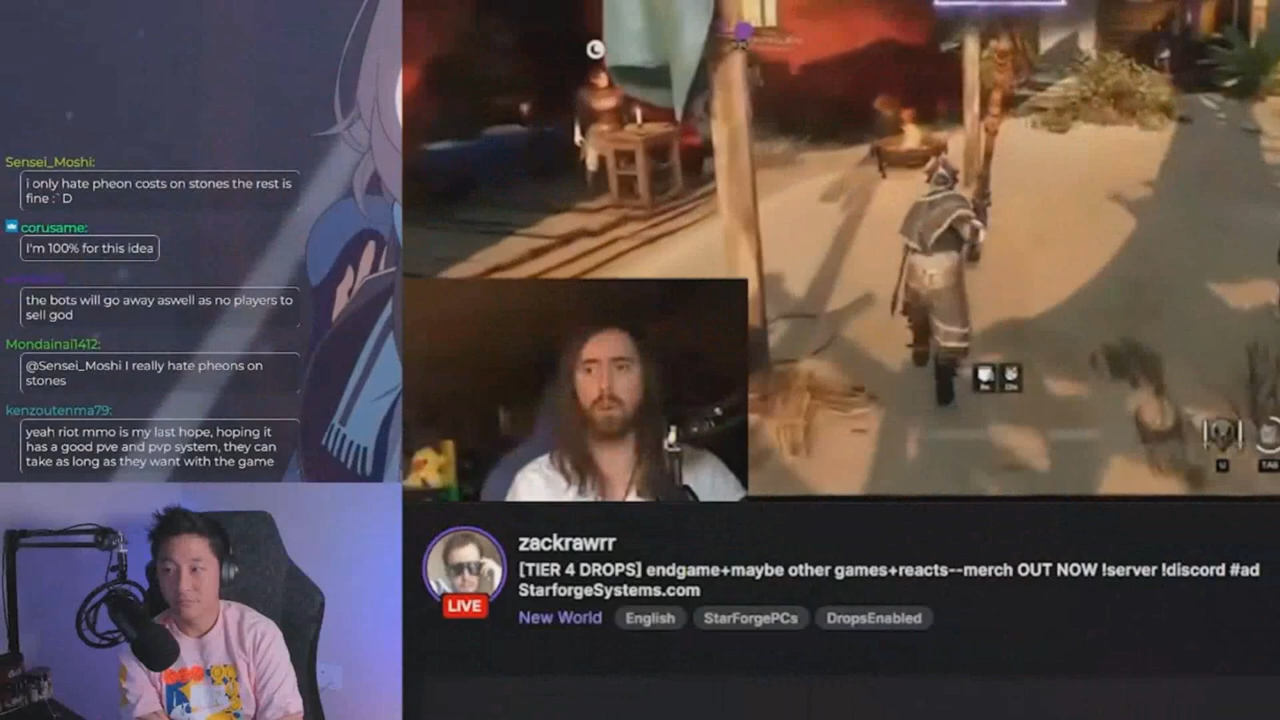 Sensei_Moshi:
i only hate pheon costs on stones the rest is
fine :`D
corusame:
I'm 100% for this idea
the bots will go away aswell as no players to
sell god
Mondainai1412:
@Sensei_Moshi I really hate pheons on
stones
kenzoutenma79:
yeah riot mmo is my last hope, hoping it
has a good pve and pvp system, they can
take as long as they want with the game
U
TAB
zackrawrr
[TIER 4 DROPS] endgame+maybe other games+reacts--merch OUT NOW !server !discord #ad
StarforgeSystems.com
LIVE
New World English StarForgePCs DropsEnabled